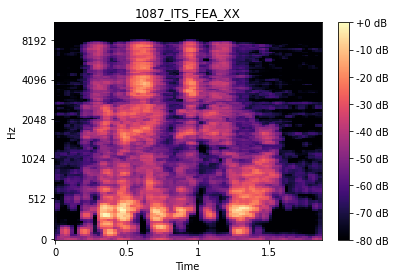 1087_ITS_FEA_XX
+0 dB
8192
-10 dB
4096
-20 dB
-30 dB
2048
Hz
-40 dB
1024
-50 dB
512
-60 dB
-70 dB
0
-80 dB
0
0.5
1
1.5
Time